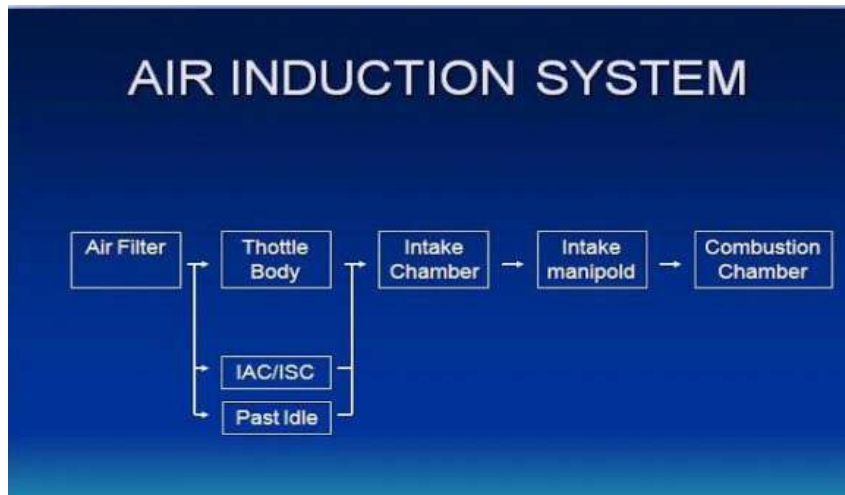 AIR INDUCTION SYSTEM
Air Filter
Thottle
Body
Intake
Chamber
Intake
manipold
Combustion
Chamber
IAC/ISC
Past Idle